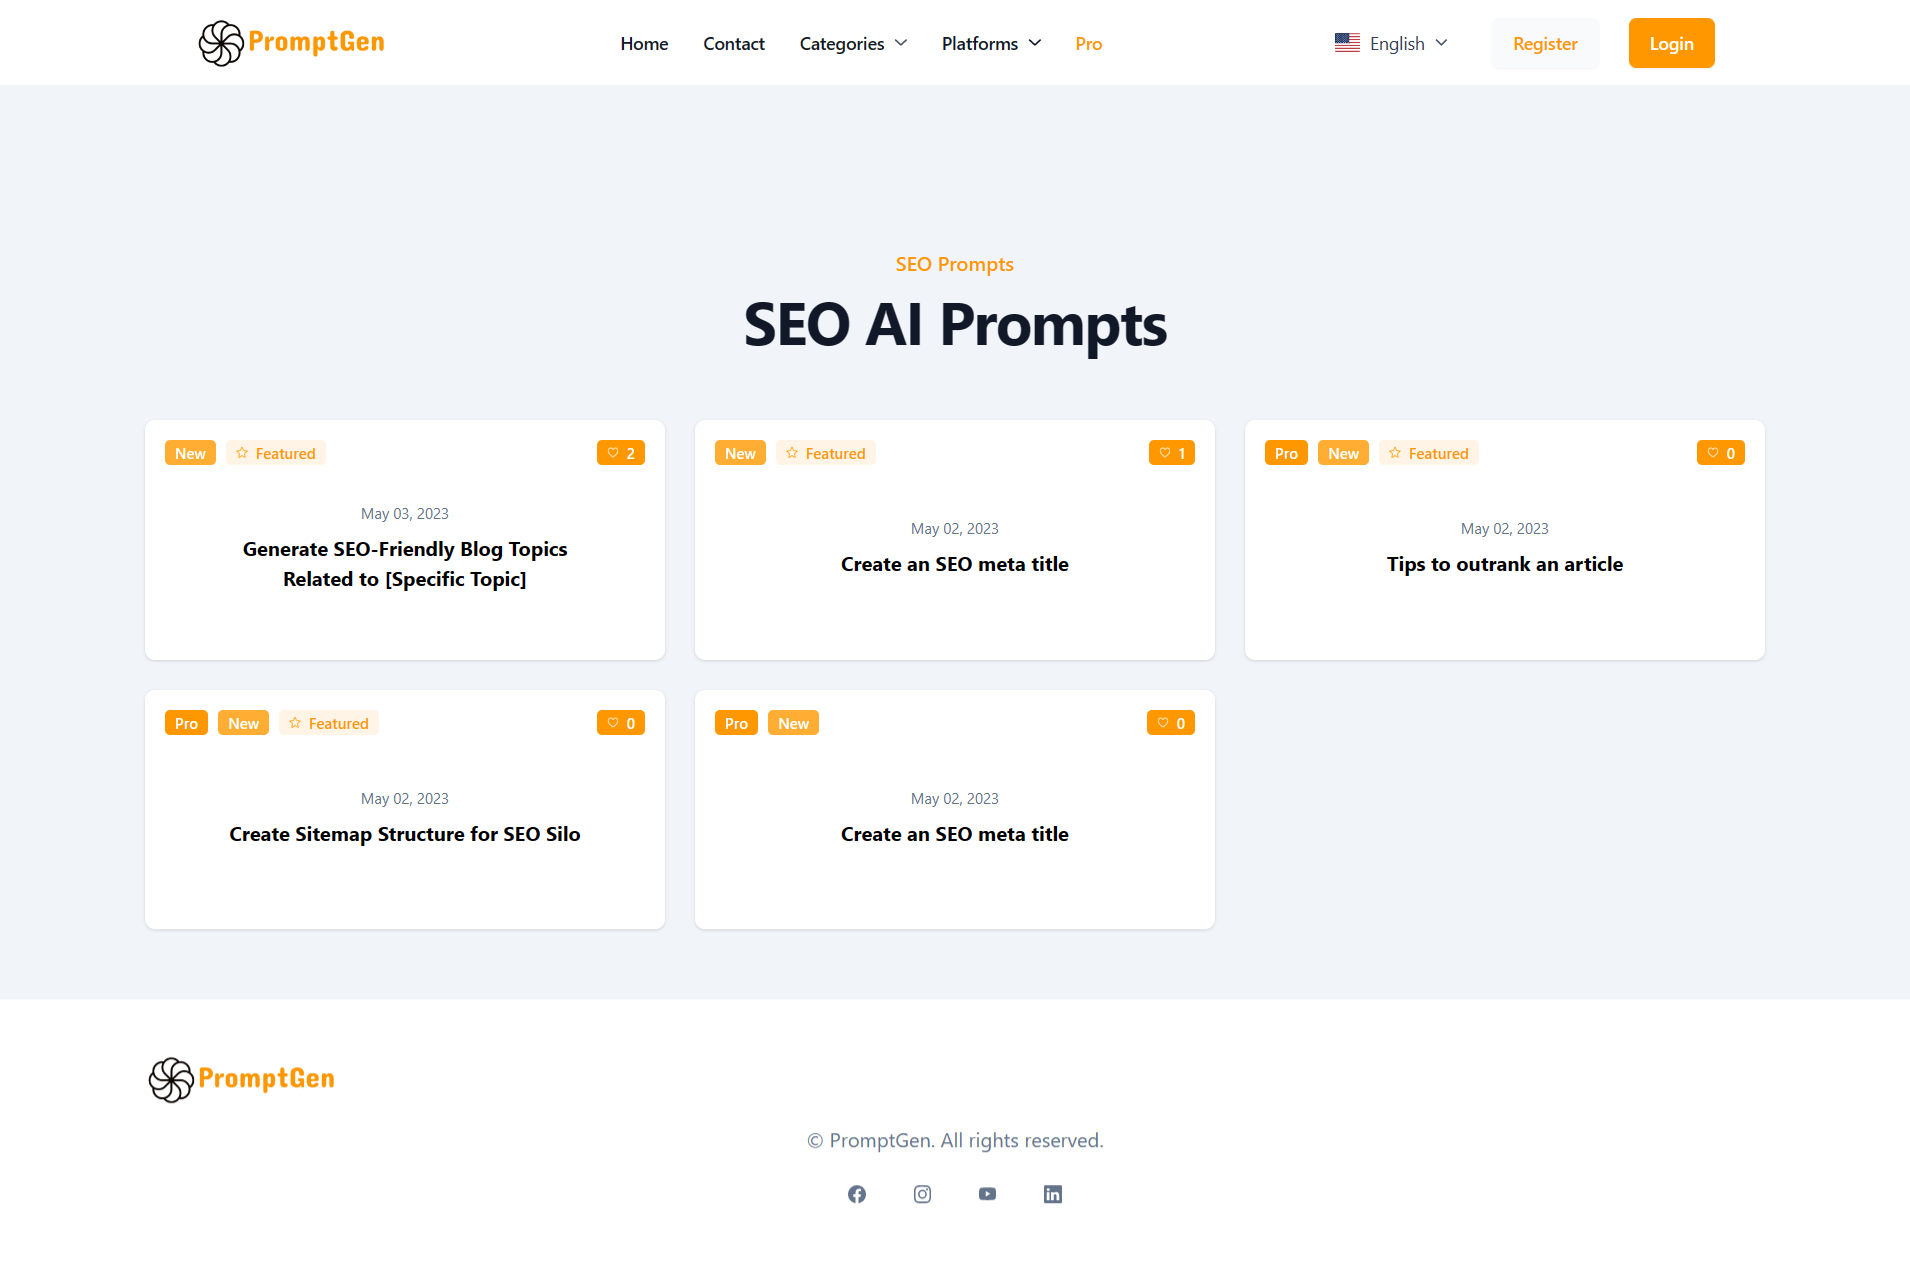 PromptGen
Home Contact Categories Platforms Pro
English
Register
Login
SEO Prompts
SEO AI Prompts
New Featured 2
May 03, 2023
Generate SEO-Friendly Blog Topics
Related to [Specific Topic]
New Featured 1
May 02, 2023
Create an SEO meta title
Pro New Featured 0
May 02, 2023
Tips to outrank an article
Pro New Featured 0
May 02, 2023
Create Sitemap Structure for SEO Silo
Pro New 0
May 02, 2023
Create an SEO meta title
PromptGen
© PromptGen. All rights reserved.